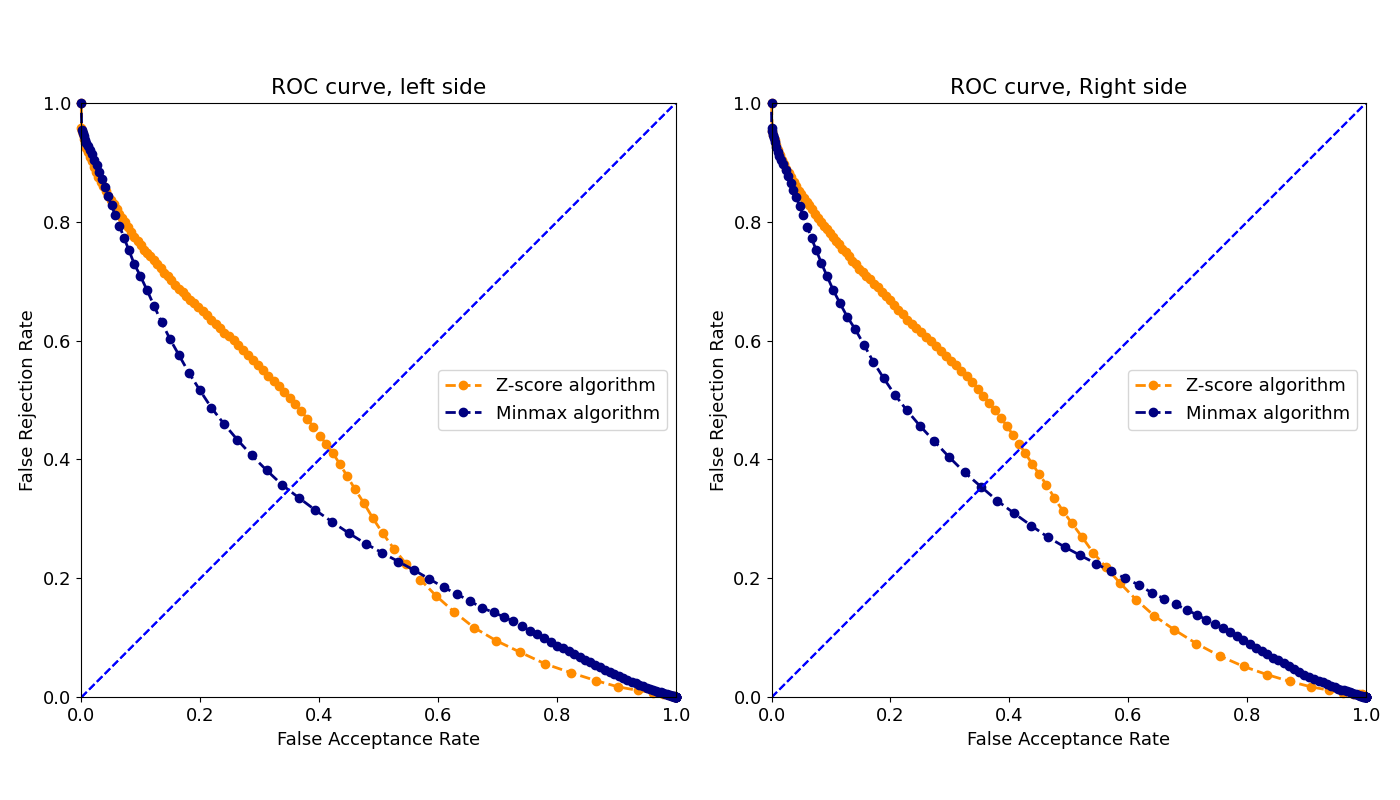 ROC curve, left side
1.0
0.8
0.6
0.4
0.2
0.0
False Rejection Rate
Z-score algorithm
Minmax algorithm
0.0 0.2 0.4 0.6 0.8 1.0
False Acceptance Rate
ROC curve, Right side
1.0
0.8
0.6
0.4
0.2
0.0
False Rejection Rate
Z-score algorithm
Minmax algorithm
0.0 0.2 0.4 0.6 0.8 1.0
False Acceptance Rate